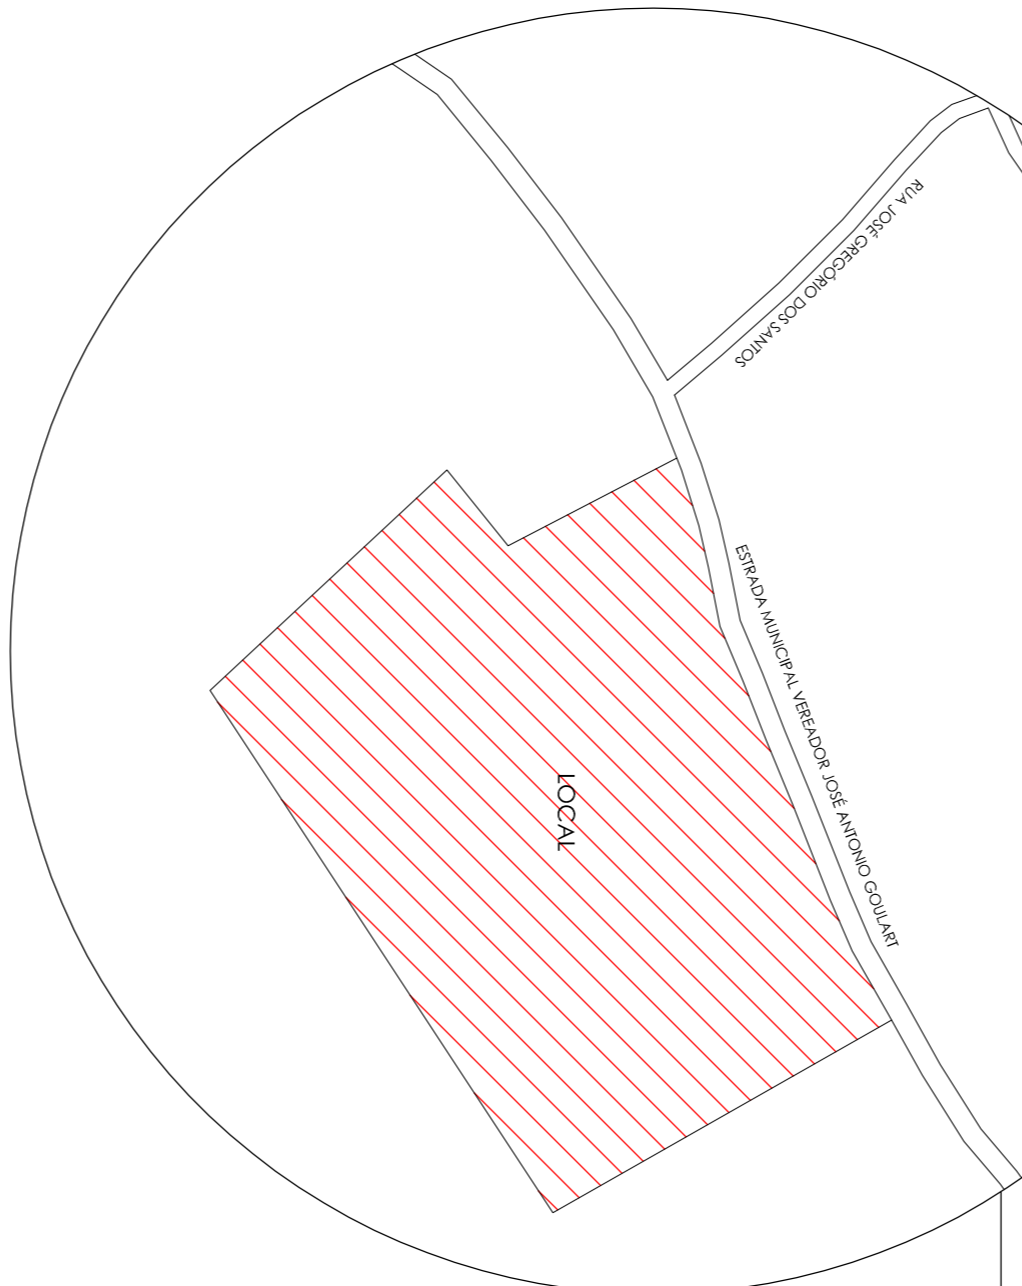 RUA JOSÉ GREGÓRIO DOS SANTOS
ESTRADA MUNICIPAL VEREADOR JOSÉ ANTONIO GOULART
LOCAL